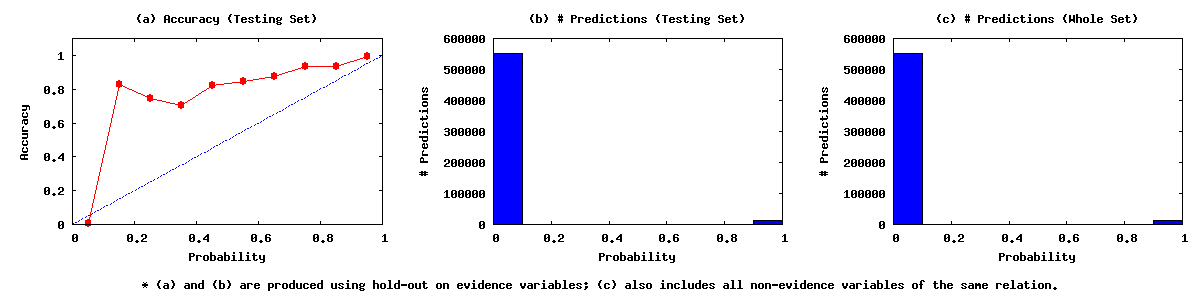 (a) Accuracy (Testing Set)
1
0.8
0.6
0.4
0.2
0
Accuracy
0 0.2 0.4 0.6 0.8 1
Probability
(b) # Predictions (Testing Set)
600000
500000
400000
300000
200000
100000
0
# Predictions
0 0.2 0.4 0.6 0.8 1
Probability
(c) # Predictions (Whole Set)
600000
500000
400000
300000
200000
100000
0
# Predictions
0 0.2 0.4 0.6 0.8 1
Probability
* (a) and (b) are produced using hold-out on evidence variables; (c) also includes all non-evidence variables of the same relation.